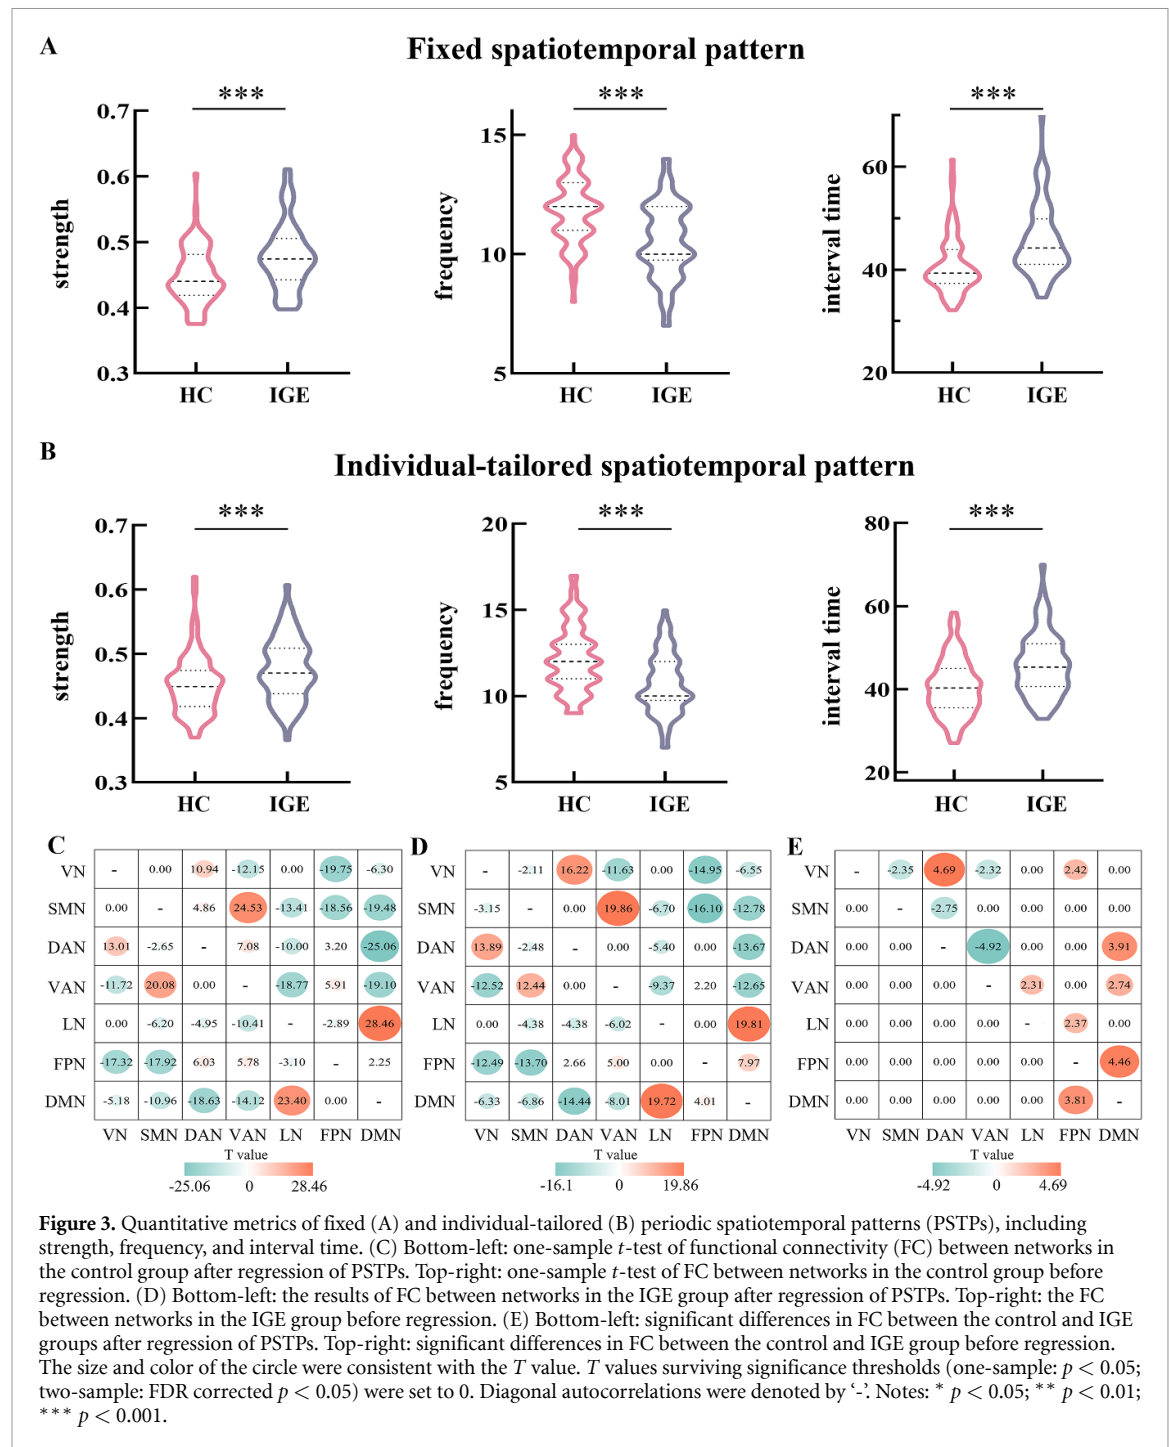 A
Fixed spatiotemporal pattern
*** *** ***
0.7
0.6
0.5
0.4
0.3
strength
HC IGE
15
10
5
frequency
HC IGE
60
40
20
interval time
HC IGE
B
Individual-tailored spatiotemporal pattern
*** *** ***
0.7
0.6
0.5
0.4
0.3
strength
HC IGE
20
15
10
5
frequency
HC IGE
80
60
40
20
interval time
HC IGE
C
VN - 0.00 10.94 -12.15 0.00 -19.75 -6.30
SMN 0.00 - 4.86 24.53 -13.41 -18.56 -19.48
DAN 13.01 -2.65 - 7.08 -10.00 3.20 -25.06
VAN -11.72 20.08 0.00 - -18.77 5.91 -19.10
LN 0.00 -6.20 -4.95 -10.41 - -2.89 28.46
FPN -17.32 -17.92 6.03 5.78 -3.10 - 2.25
DMN -5.18 -10.96 -18.63 -14.12 23.40 0.00 -
VN SMN DAN VAN LN FPN DMN
T value
-25.06 0 28.46
D
VN - -2.11 16.22 -11.63 0.00 -14.95 -6.55
SMN -3.15 - 0.00 19.86 -6.70 -16.10 -12.78
DAN 13.89 -2.48 - 0.00 -5.40 0.00 -13.67
VAN -12.52 12.44 0.00 - -9.37 2.20 -12.65
LN 0.00 -4.38 -4.38 -6.02 - 0.00 19.81
FPN -12.49 -13.70 2.66 5.00 0.00 - 7.97
DMN -6.33 -6.86 -14.44 -8.01 19.72 4.01 -
VN SMN DAN VAN LN FPN DMN
T value
-16.1 0 19.86
E
VN - -2.35 4.69 -2.32 0.00 2.42 0.00
SMN 0.00 - -2.75 0.00 0.00 0.00 0.00
DAN 0.00 0.00 - -4.92 0.00 0.00 3.91
VAN 0.00 0.00 0.00 - 2.31 0.00 2.74
LN 0.00 0.00 0.00 0.00 - 2.37 0.00
FPN 0.00 0.00 0.00 0.00 0.00 - 4.46
DMN 0.00 0.00 0.00 0.00 0.00 3.81 -
VN SMN DAN VAN LN FPN DMN
T value
-4.92 0 4.69
Figure 3. Quantitative metrics of fixed (A) and individual-tailored (B) periodic spatiotemporal patterns (PSTPs), including
strength, frequency, and interval time. (C) Bottom-left: one-sample t-test of functional connectivity (FC) between networks in
the control group after regression of PSTPs. Top-right: one-sample t-test of FC between networks in the control group before
regression. (D) Bottom-left: the results of FC between networks in the IGE group after regression of PSTPs. Top-right: the FC
between networks in the IGE group before regression. (E) Bottom-left: significant differences in FC between the control and IGE
groups after regression of PSTPs. Top-right: significant differences in FC between the control and IGE group before regression.
The size and color of the circle were consistent with the T value. T values surviving significance thresholds (one-sample: p < 0.05;
two-sample: FDR corrected p < 0.05) were set to 0. Diagonal autocorrelations were denoted by ‘-’. Notes: * p < 0.05; ** p < 0.01;
*** p < 0.001.